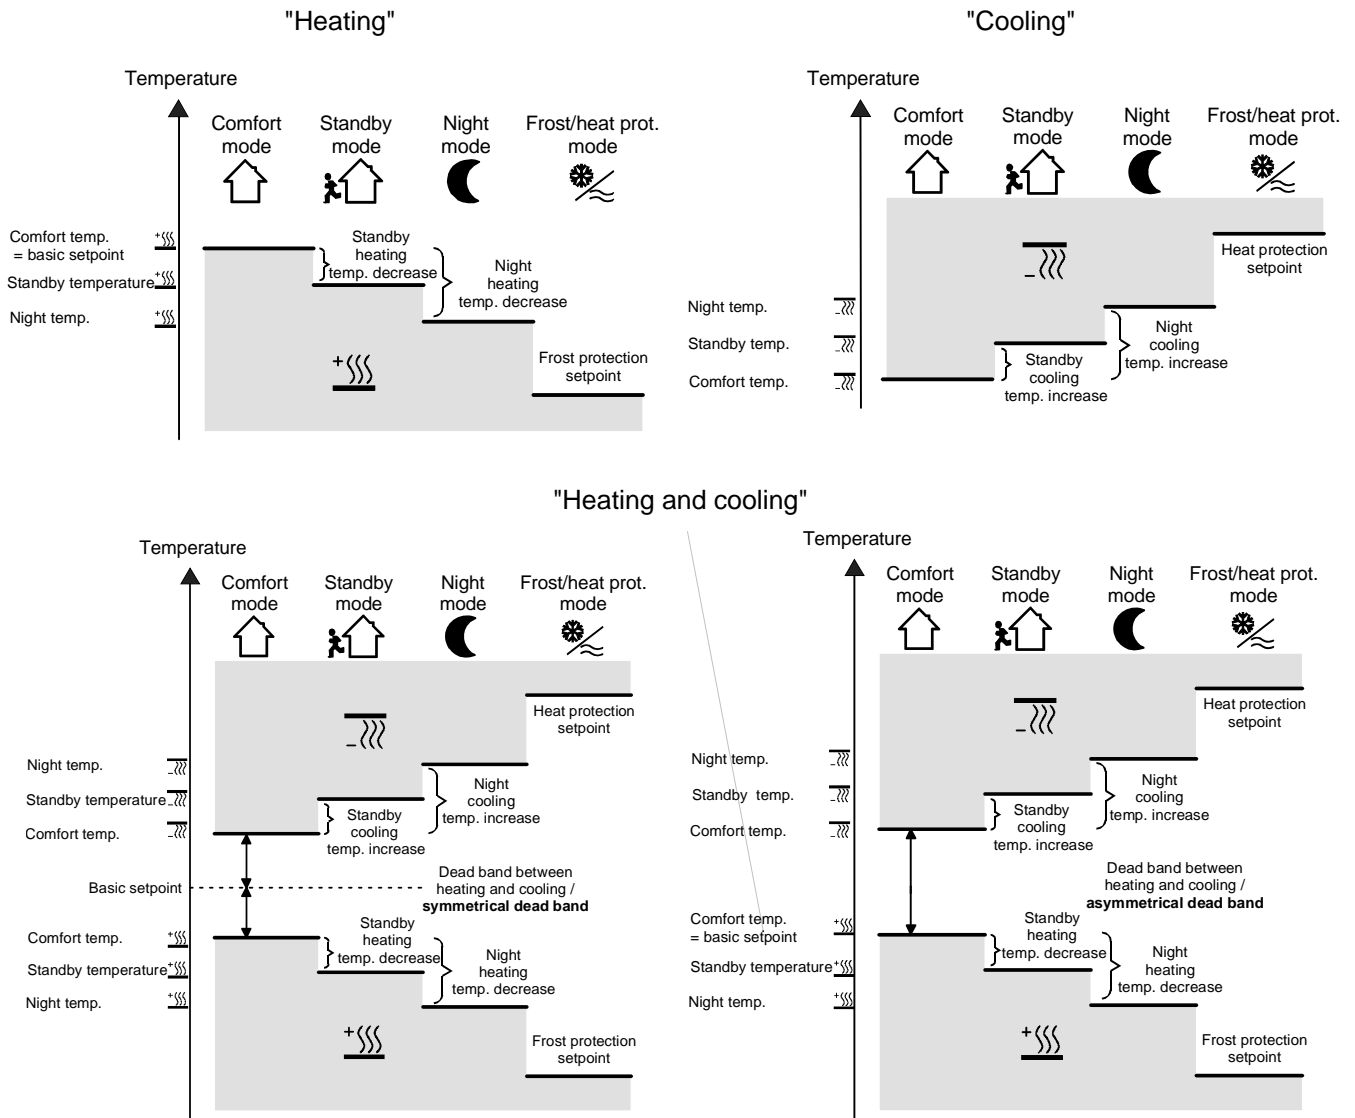 "Heating"
Temperature
Comfort
mode
Standby
mode
Night
mode
Frost/heat prot.
mode
Comfort temp.
= basic setpoint
Standby temperature
Night temp.
Standby
heating
temp. decrease
Night
heating
temp. decrease
Frost protection
setpoint
"Cooling"
Temperature
Comfort
mode
Standby
mode
Night
mode
Frost/heat prot.
mode
Heat protection
setpoint
Night temp.
Standby temp.
Comfort temp.
Standby
cooling
temp. increase
Night
cooling
temp. increase
"Heating and cooling"
Temperature
Comfort
mode
Standby
mode
Night
mode
Frost/heat prot.
mode
Heat protection
setpoint
Night temp.
Standby temperature
Comfort temp.
Standby
cooling
temp. increase
Night
cooling
temp. increase
Basic setpoint
Dead band between
heating and cooling /
symmetrical dead band
Comfort temp.
Standby temperature
Night temp.
Standby
heating
temp. decrease
Night
heating
temp. decrease
Frost protection
setpoint
Temperature
Comfort
mode
Standby
mode
Night
mode
Frost/heat prot.
mode
Heat protection
setpoint
Night temp.
Standby temp.
Comfort temp.
Standby
cooling
temp. increase
Night
cooling
temp. increase
Dead band between
heating and cooling /
asymmetrical dead band
Comfort temp.
= basic setpoint
Standby temperature
Night temp.
Standby
heating
temp. decrease
Night
heating
temp. decrease
Frost protection
setpoint